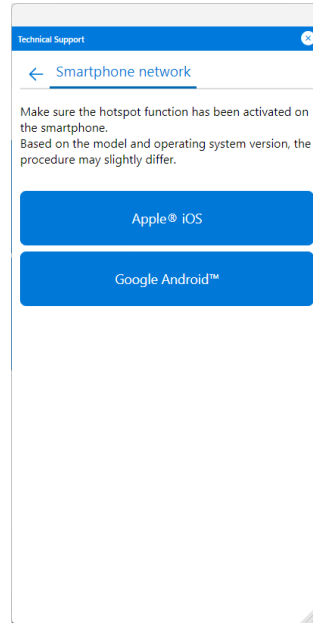 Technical Support
Smartphone network
Make sure the hotspot function has been activated on
the smartphone.
Based on the model and operating system version, the
procedure may slightly differ.
Apple® iOS
Google Android™